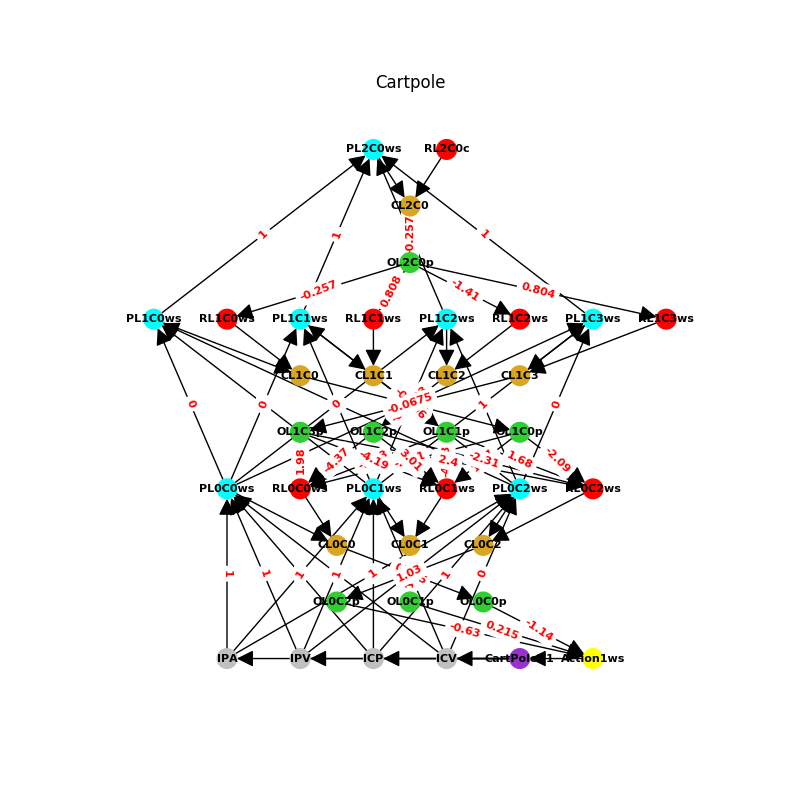 Cartpole
PL2C0ws RL2C0c
CL2C0
1 1 0.257 1
OL2C0p
-0.257 0.808 -1.41 0.804
PL1C0ws RL1C0ws PL1C1ws RL1C1ws PL1C2ws RL1C2ws PL1C3ws RL1C3ws
CL1C0 CL1C1 CL1C2 CL1C3
0 0 0 -0.0675 1 0
OL1C3p OL1C2p OL1C1p OL1C0p
1.98 -4.37 -4.19 3.01 2.4 -2.31 1.68 -2.09
PL0C0ws RL0C0ws PL0C1ws RL0C1ws PL0C2ws RL0C2ws
CL0C0 CL0C1 CL0C2
1 1 1 1 1 1.03 1 0
OL0C2p OL0C1p OL0C0p
-0.63 0.215 -1.14
IPA IPV ICP ICV Action1ws